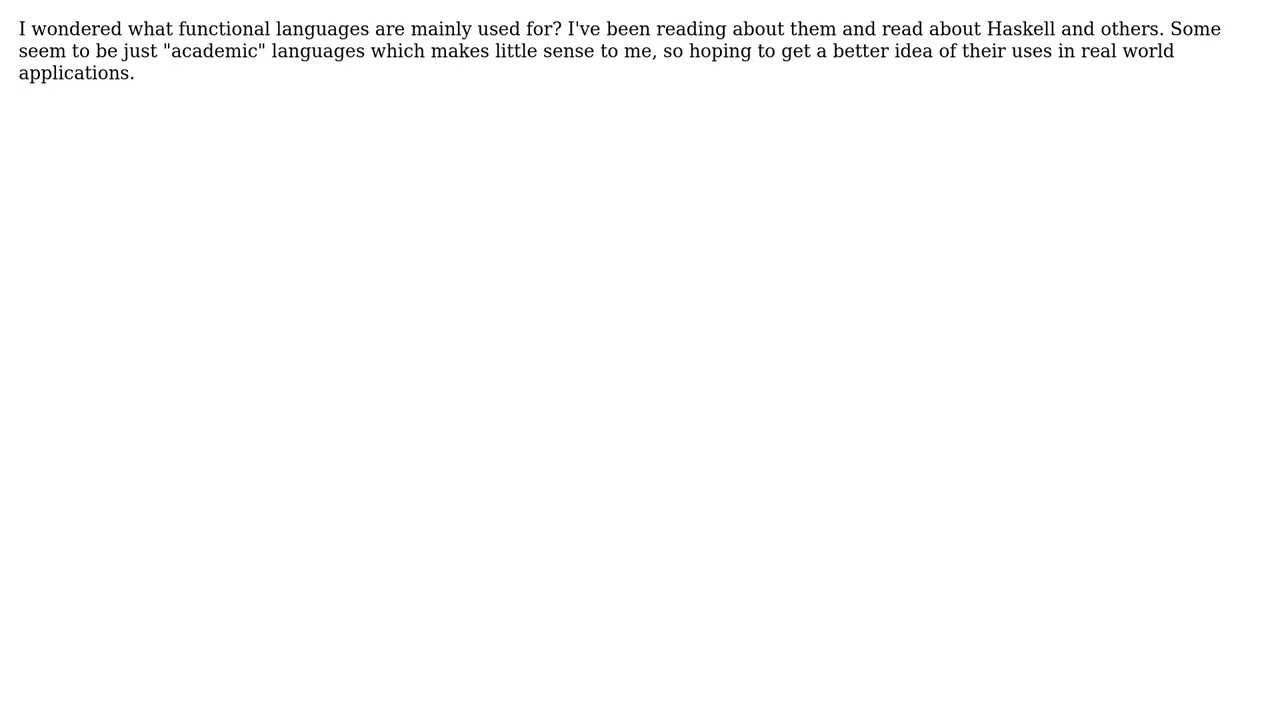 I wondered what functional languages are mainly used for? I've been reading about them and read about Haskell and others. Some
seem to be just "academic" languages which makes little sense to me, so hoping to get a better idea of their uses in real world
applications.